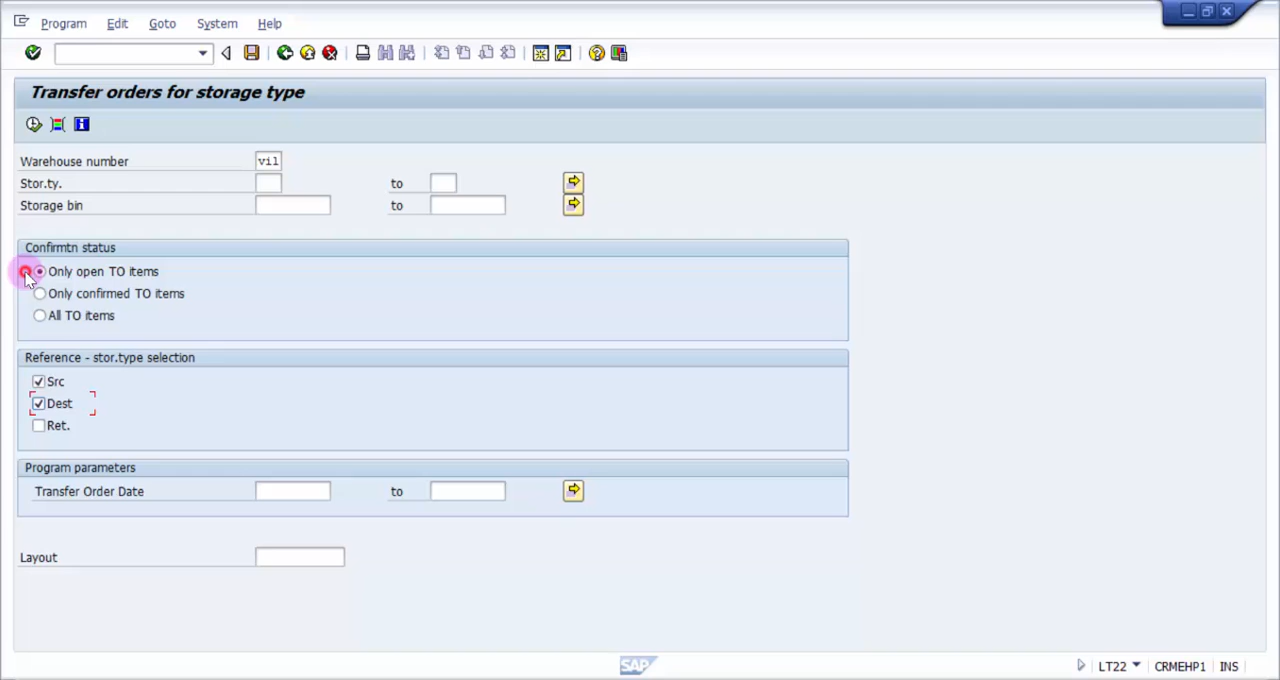 Program Edit Goto System Help
Transfer orders for storage type
Warehouse number vil
Stor.ty. to
Storage bin to
Confirmtn status
Only open TO items
Only confirmed TO items
All TO items
Reference - stor.type selection
Src
Dest
Ret.
Program parameters
Transfer Order Date to
Layout
SAP LT22 CRMEHP1 INS